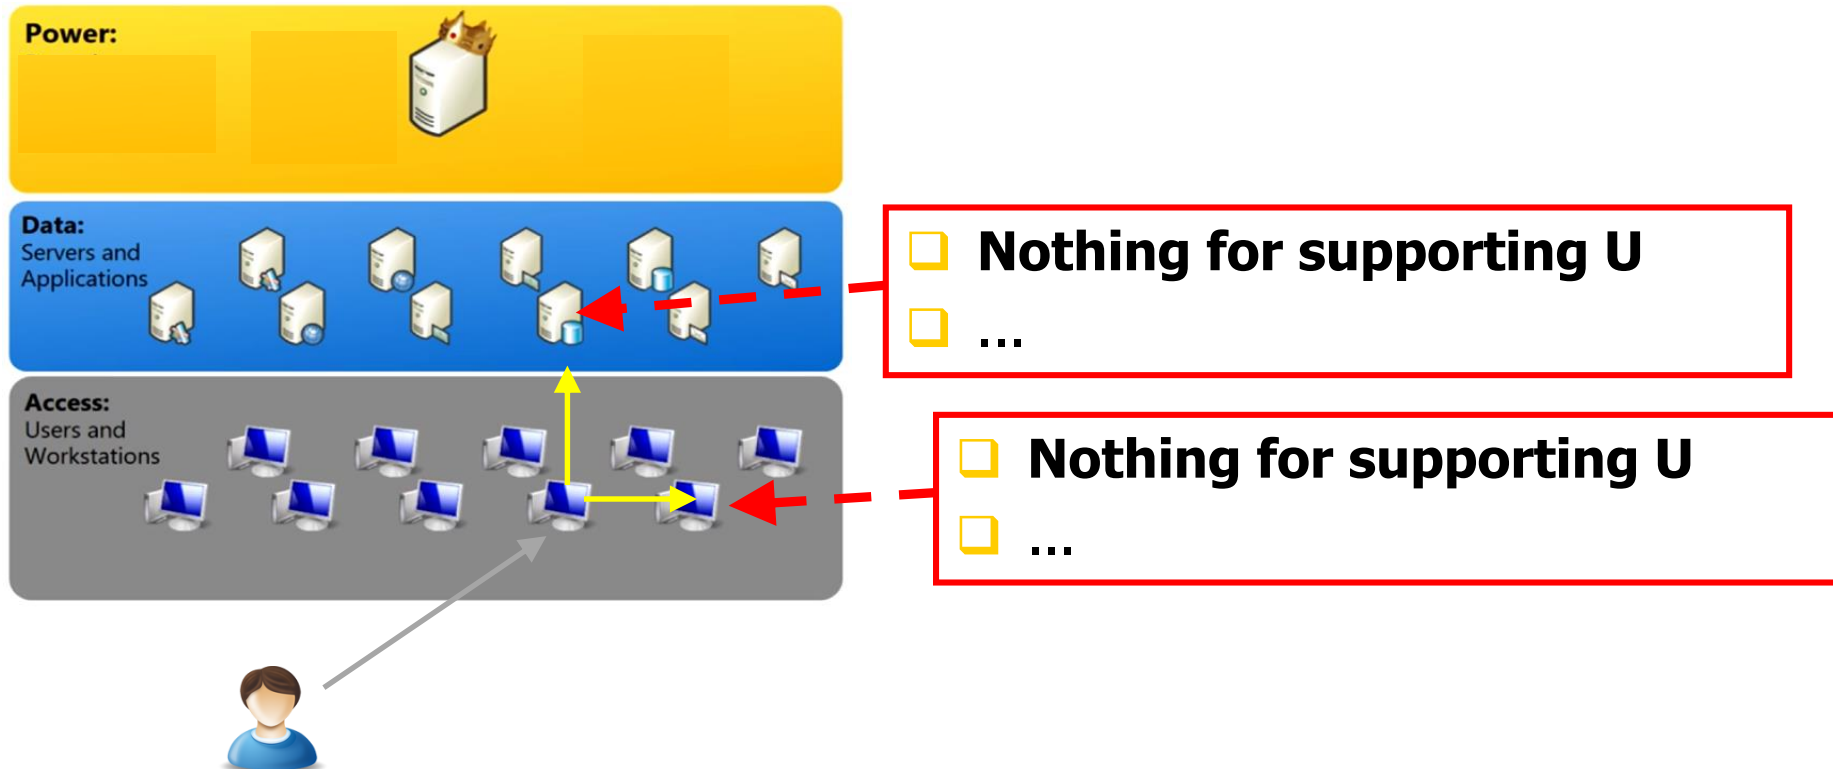 Power:
Data:
Servers and
Applications
Nothing for supporting U
...
Access:
Users and
Workstations
Nothing for supporting U
...